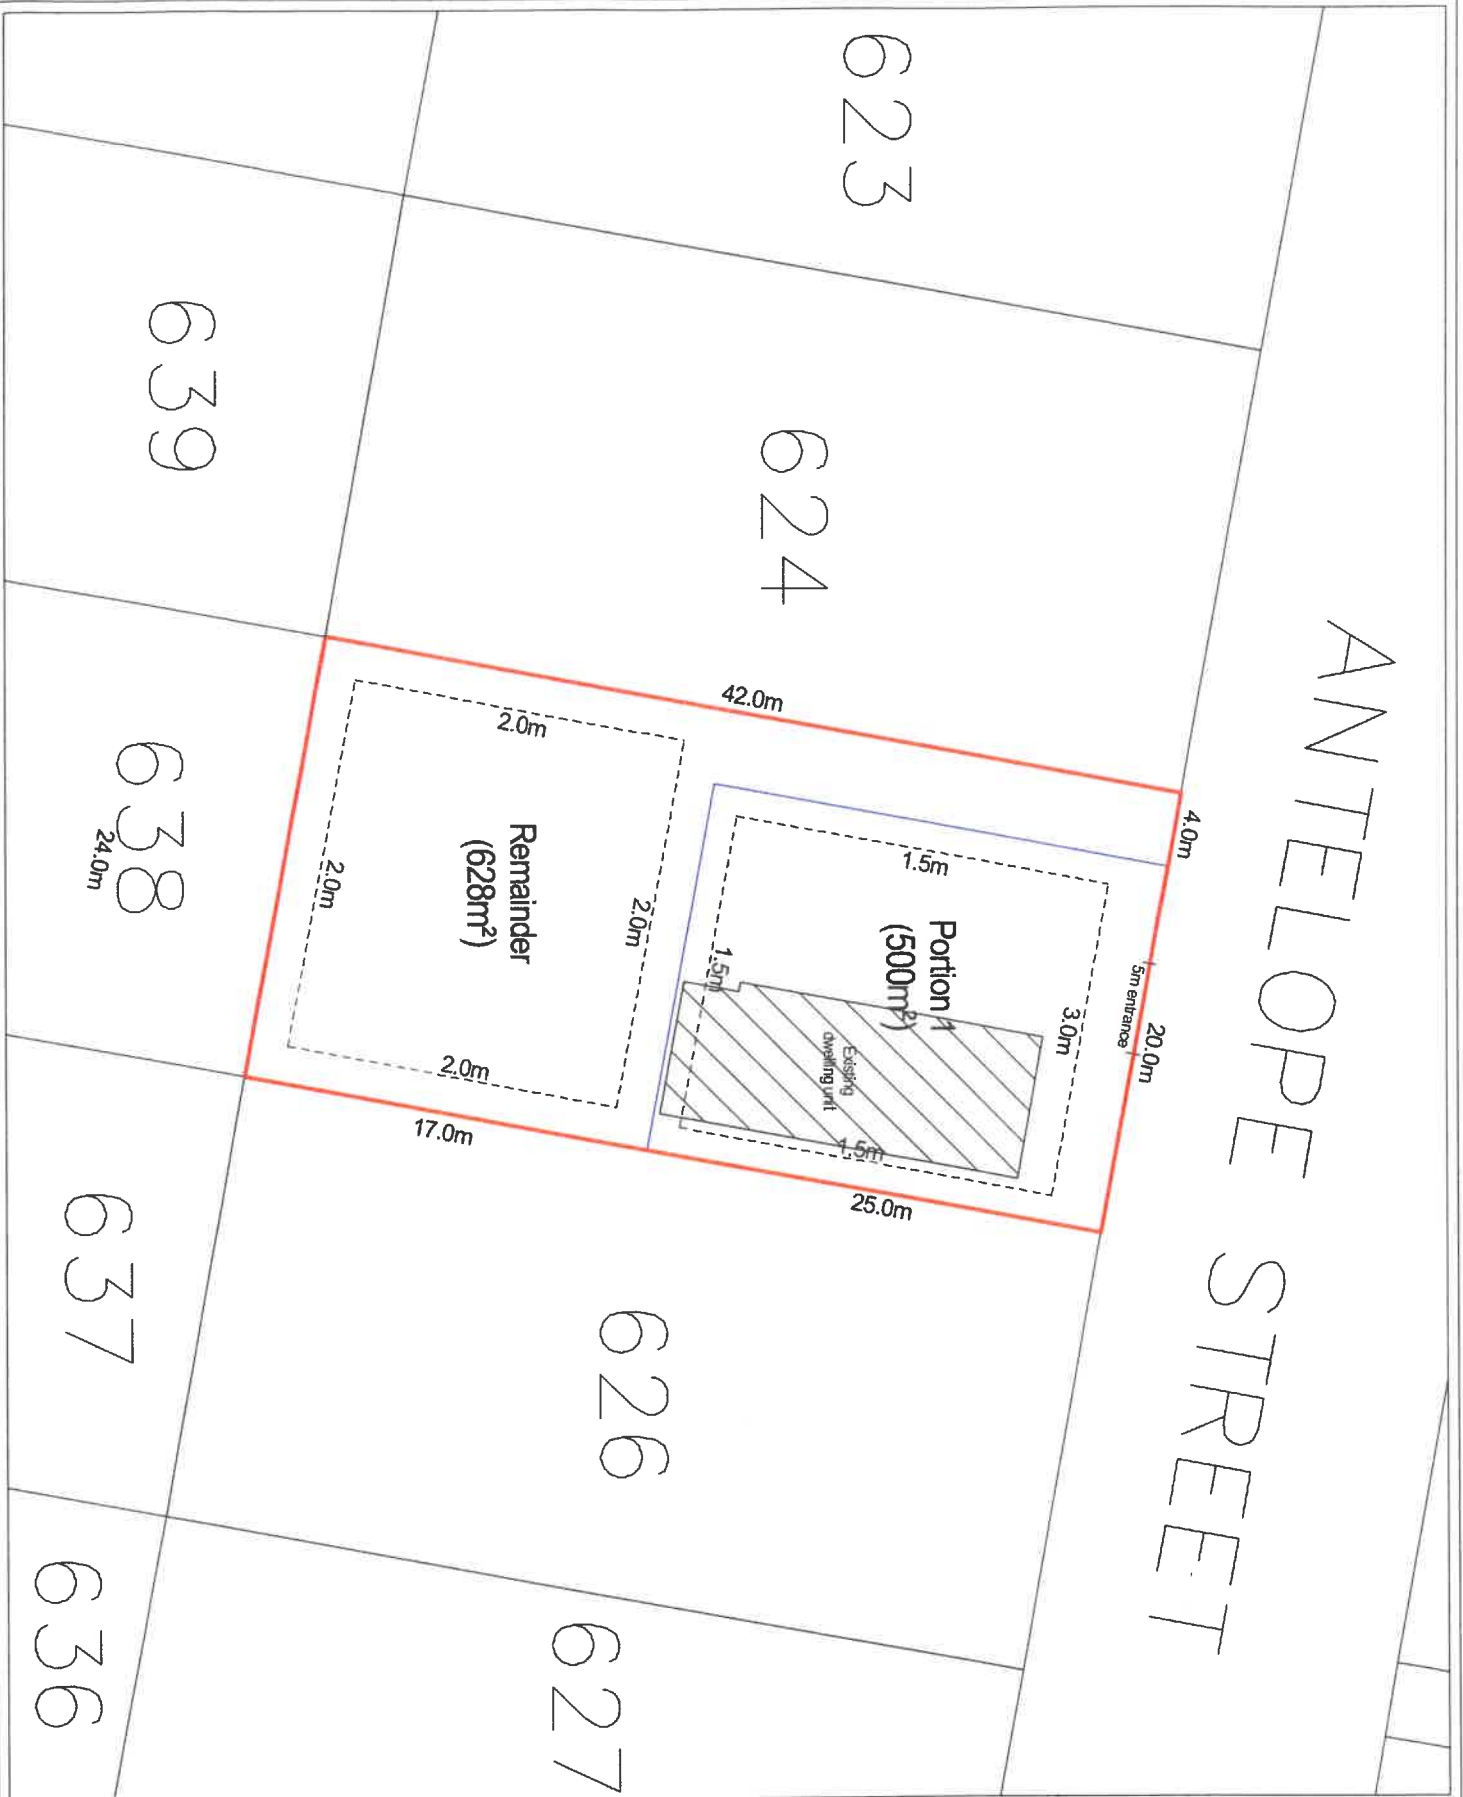 ANTELOPE STREET
623
624
626
627
639
638
637
636
4.0m
20.0m
5m entrance
42.0m
3.0m
1.5m
Portion 1
(500m²)
Existing
dwelling unit
1.5m
1.5m
25.0m
2.0m
2.0m
Remainder
(628m²)
2.0m
2.0m
17.0m
24.0m